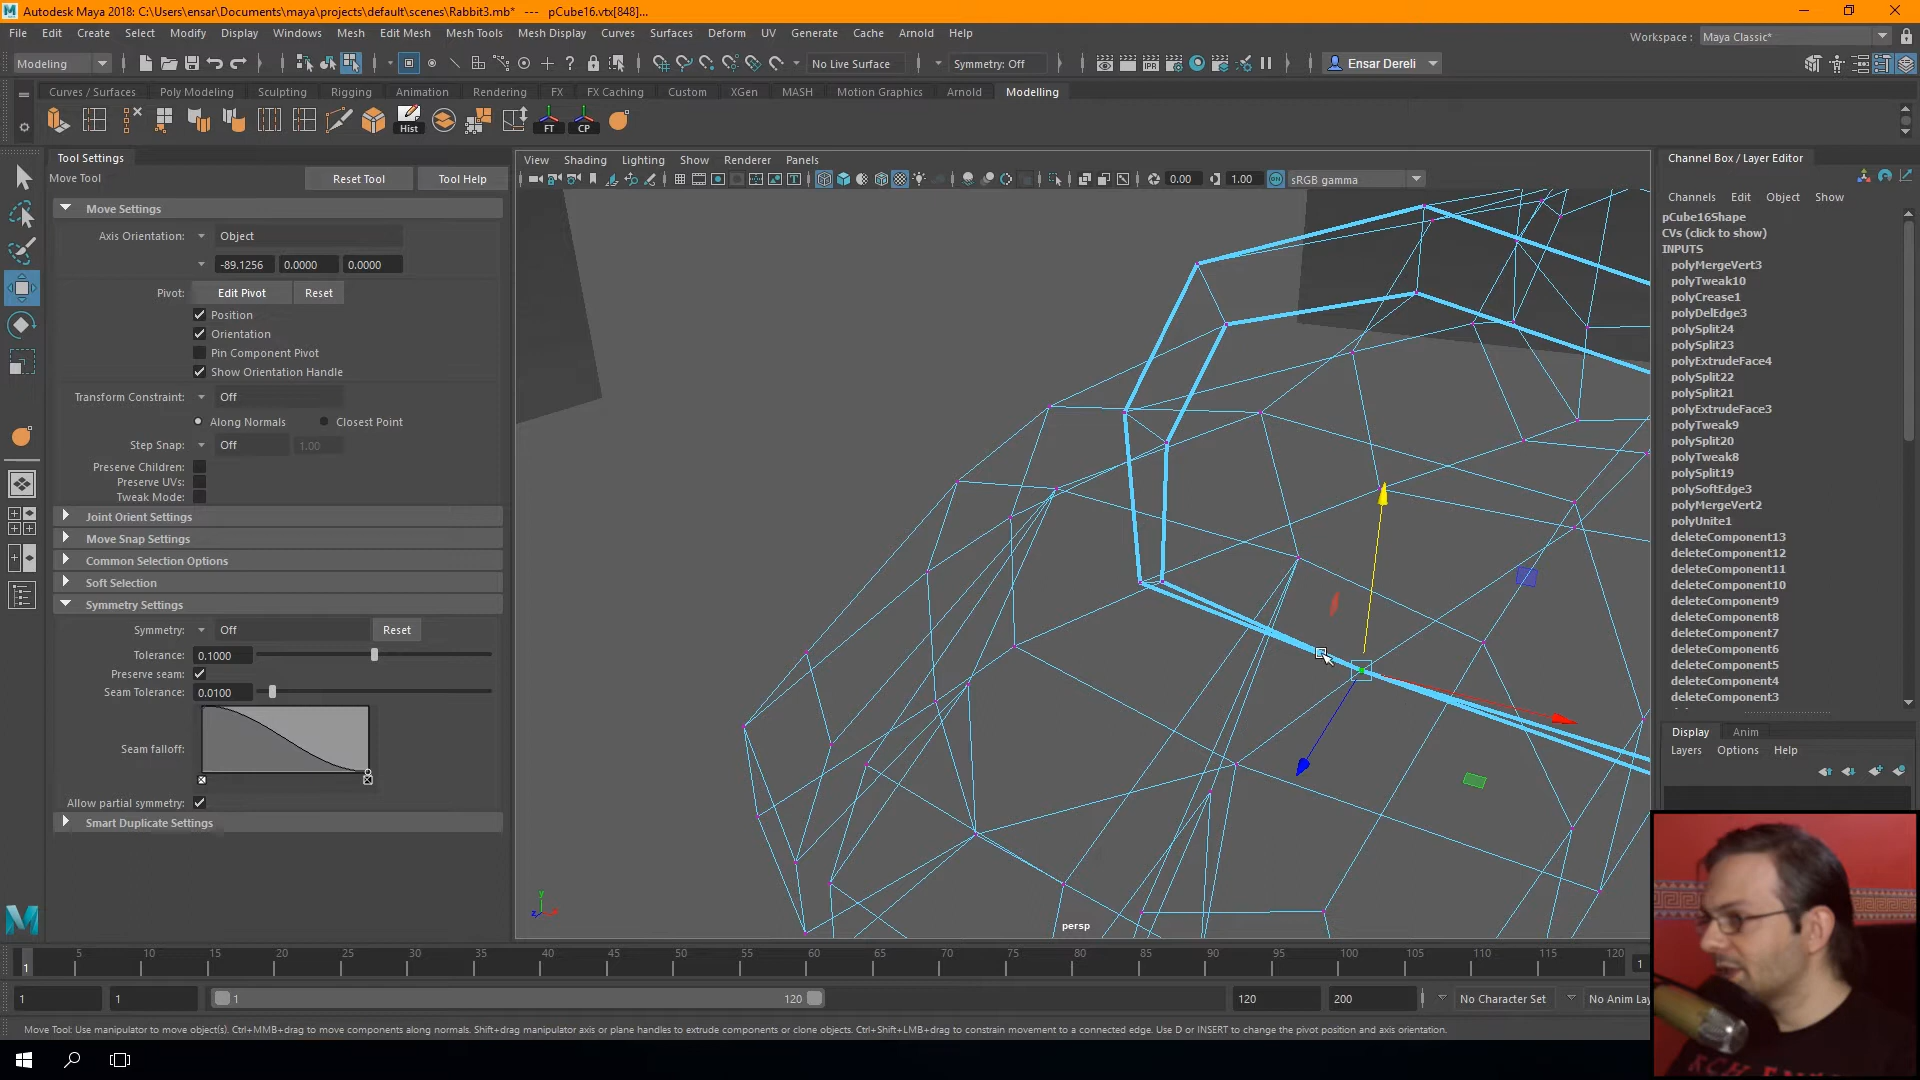 Autodesk Maya 2018: C:\Users\ensar\Documents\maya\projects\default\scenes\Rabbit3.mb* --- pCube16.vtx[848]...
File Edit Create Select Modify Display Windows Mesh Edit Mesh Mesh Tools Mesh Display Curves Surfaces Deform UV Generate Cache Arnold Help
Workspace : Maya Classic*
Modeling No Live Surface Symmetry: Off Ensar Dereli
Curves / Surfaces Poly Modeling Sculpting Rigging Animation Rendering FX FX Caching Custom XGen MASH Motion Graphics Arnold Modelling
Hist FT CP
Tool Settings
Move Tool Reset Tool Tool Help
Move Settings
Axis Orientation: Object
-89.1256 0.0000 0.0000
Pivot: Edit Pivot Reset
Position
Orientation
Pin Component Pivot
Show Orientation Handle
Transform Constraint: Off
Along Normals Closest Point
Step Snap: Off 1.00
Preserve Children:
Preserve UVs:
Tweak Mode:
Joint Orient Settings
Move Snap Settings
Common Selection Options
Soft Selection
Symmetry Settings
Symmetry: Off Reset
Tolerance: 0.1000
Preserve seam:
Seam Tolerance: 0.0100
Seam falloff:
Allow partial symmetry:
Smart Duplicate Settings
View Shading Lighting Show Renderer Panels
0.00 1.00 sRGB gamma
y
z
persp
Channel Box / Layer Editor
Channels Edit Object Show
pCube16Shape
CVs (click to show)
INPUTS
polyMergeVert3
polyTweak10
polyCrease1
polyDelEdge3
polySplit24
polySplit23
polyExtrudeFace4
polySplit22
polySplit21
polyExtrudeFace3
polyTweak9
polySplit20
polyTweak8
polySplit19
polySoftEdge3
polyMergeVert2
polyUnite1
deleteComponent13
deleteComponent12
deleteComponent11
deleteComponent10
deleteComponent9
deleteComponent8
deleteComponent7
deleteComponent6
deleteComponent5
deleteComponent4
deleteComponent3
Display Anim
Layers Options Help
1 5 10 15 20 25 30 35 40 45 50 55 60 65 70 75 80 85 90 95 100 105 110 115 120 1
1 1 1 120 120 200 No Character Set No Anim Lay
Move Tool: Use manipulator to move object(s). Ctrl+MMB+drag to move components along normals. Shift+drag manipulator axis or plane handles to extrude components or clone objects. Ctrl+Shift+LMB+drag to constrain movement to a connected edge. Use D or INSERT to change the pivot position and axis orientation.